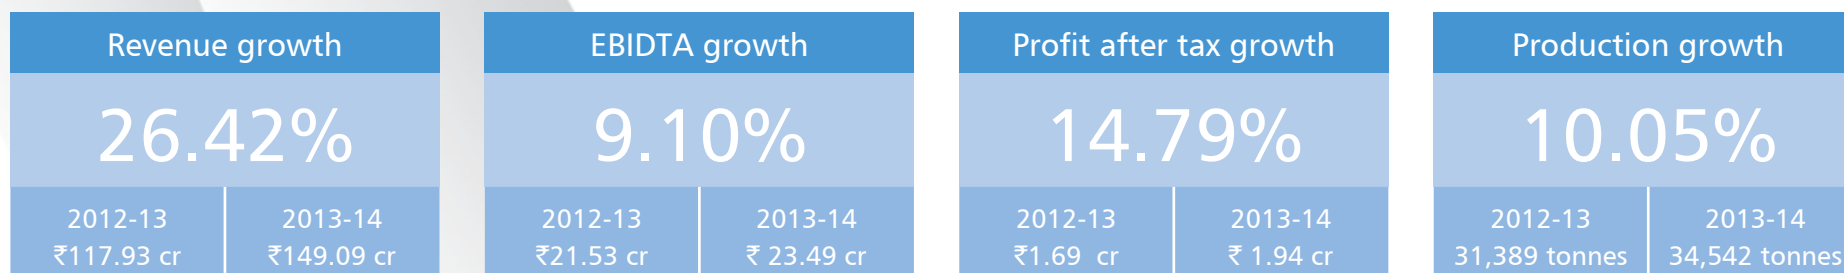 Revenue growth
26.42%
2012-13
₹117.93 cr
2013-14
₹149.09 cr
EBIDTA growth
9.10%
2012-13
₹21.53 cr
2013-14
₹ 23.49 cr
Profit after tax growth
14.79%
2012-13
₹1.69 cr
2013-14
₹ 1.94 cr
Production growth
10.05%
2012-13
31,389 tonnes
2013-14
34,542 tonnes